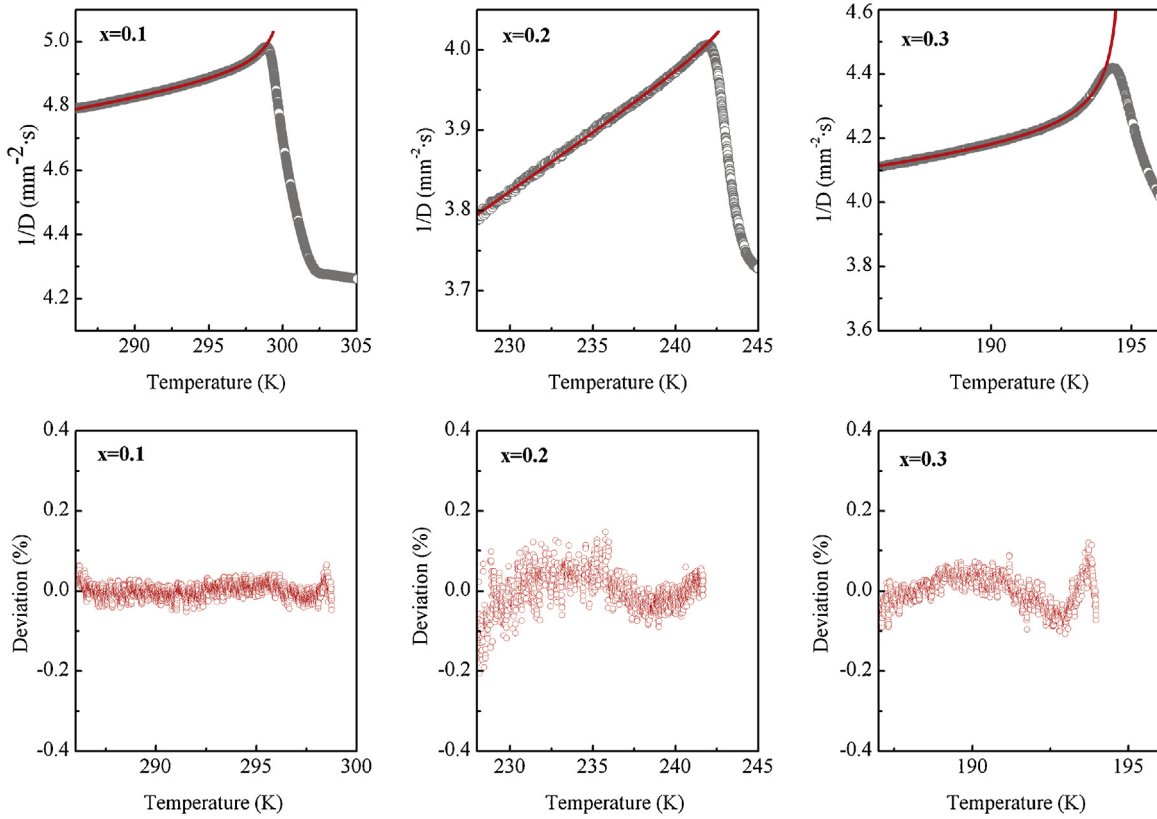 x=0.1
5.0
4.8
4.6
4.4
4.2
1/D (mm⁻²·s)
290 295 300 305
Temperature (K)
x=0.2
4.0
3.9
3.8
3.7
1/D (mm⁻²·s)
230 235 240 245
Temperature (K)
x=0.3
4.6
4.4
4.2
4.0
3.8
3.6
1/D (mm⁻²·s)
190 195
Temperature (K)
x=0.1
0.4
0.2
0.0
-0.2
-0.4
Deviation (%)
290 295 300
Temperature (K)
x=0.2
0.4
0.2
0.0
-0.2
-0.4
Deviation (%)
230 235 240 245
Temperature (K)
x=0.3
0.4
0.2
0.0
-0.2
-0.4
Deviation (%)
190 195
Temperature (K)